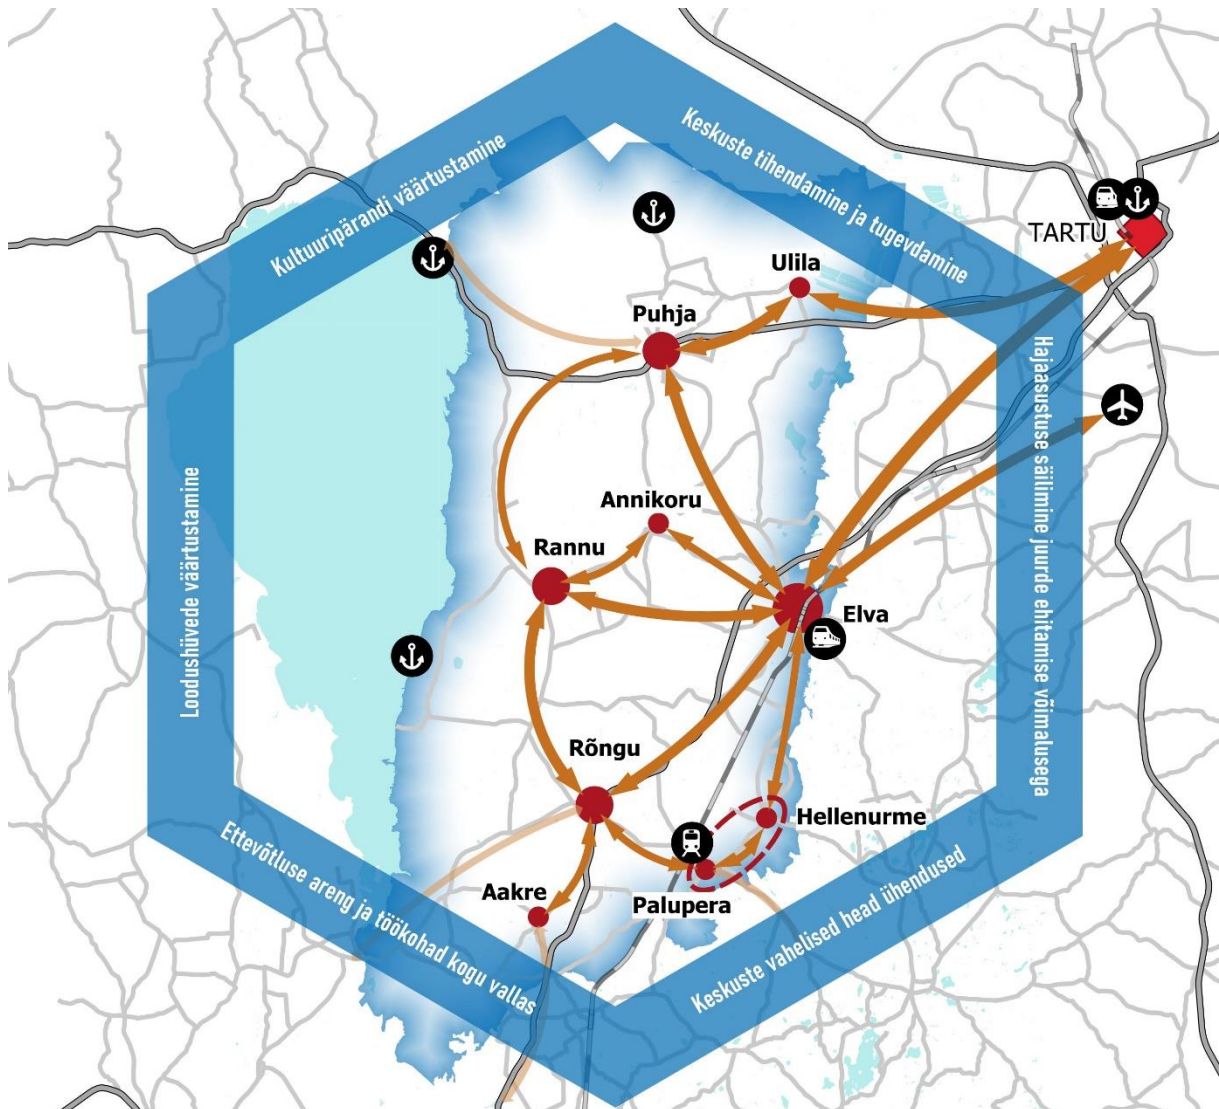 Kultuuripärandi väärtustamine
Keskuste tihendamine ja tugevdamine
TARTU
Ulila
Puhja
Hajaasustuse säilimine juurde ehitamise võimalusega
Loodushüvede väärtustamine
Annikoru
Rannu
Elva
Rõngu
Hellenurme
Aakre
Palupera
Ettevõtluse areng ja töökohad kogu vallas
Keskuste vahelised head ühendused